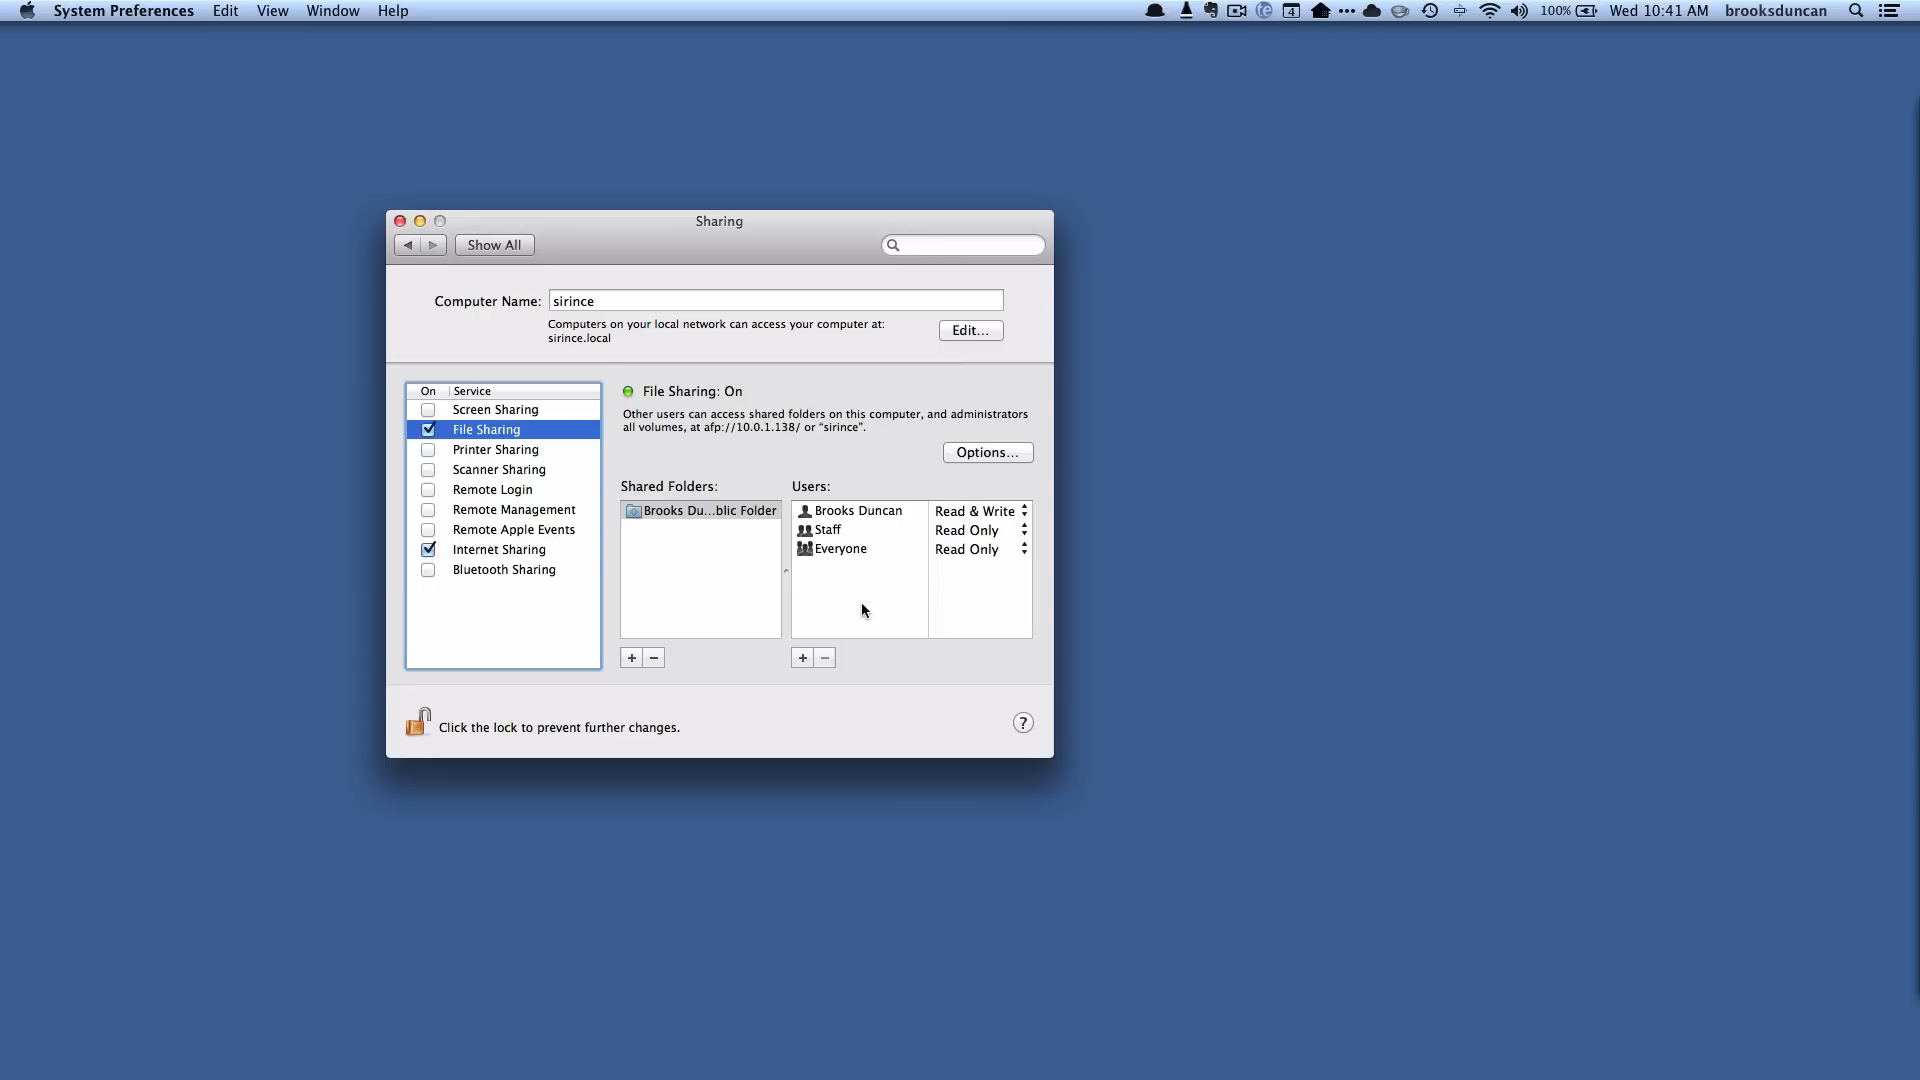 System Preferences Edit View Window Help
4 100% Wed 10:41 AM brooksduncan
Sharing
Show All
Computer Name: sirince
Computers on your local network can access your computer at:
sirince.local
Edit...
On Service
Screen Sharing
File Sharing
Printer Sharing
Scanner Sharing
Remote Login
Remote Management
Remote Apple Events
Internet Sharing
Bluetooth Sharing
File Sharing: On
Other users can access shared folders on this computer, and administrators
all volumes, at afp://10.0.1.138/ or “sirince”.
Options...
Shared Folders:
Brooks Du...blic Folder
Users:
Brooks Duncan Read & Write
Staff Read Only
Everyone Read Only
+ −
+ −
Click the lock to prevent further changes.
?